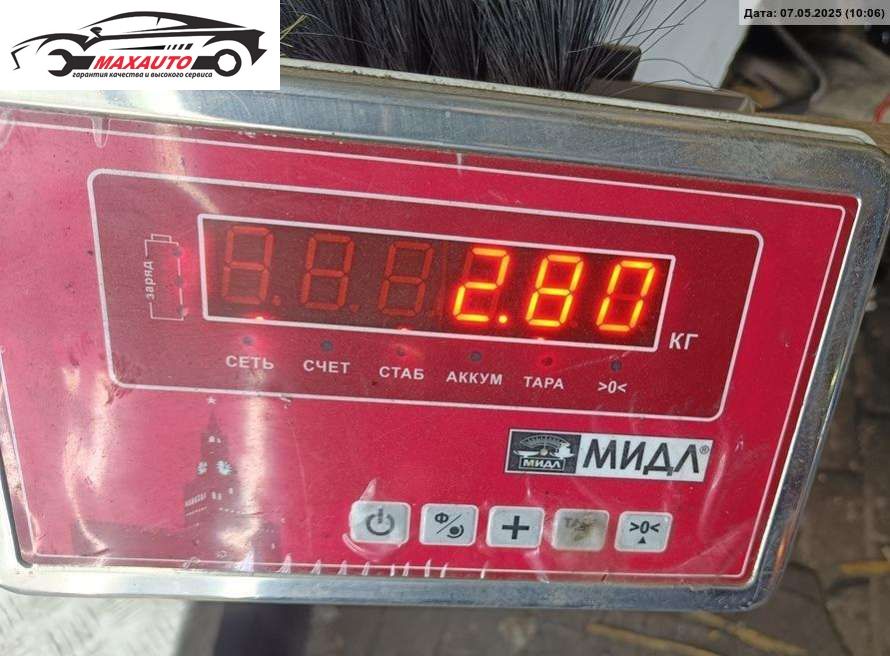 Дата: 07.05.2025 (10:06)
MAXAUTO
гарантия качества и высокого сервиса
заряд
2.80
КГ
СЕТЬ СЧЕТ СТАБ АККУМ ТАРА >0<
МИДЛ МИДЛ®
Ф + >0<